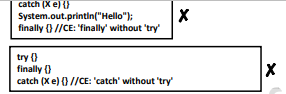 catch (X e) {}
System.out.println("Hello");
finally {} //CE: 'finally' without 'try'
X
try {}
finally {}
catch (X e) {} //CE: 'catch' without 'try'
X